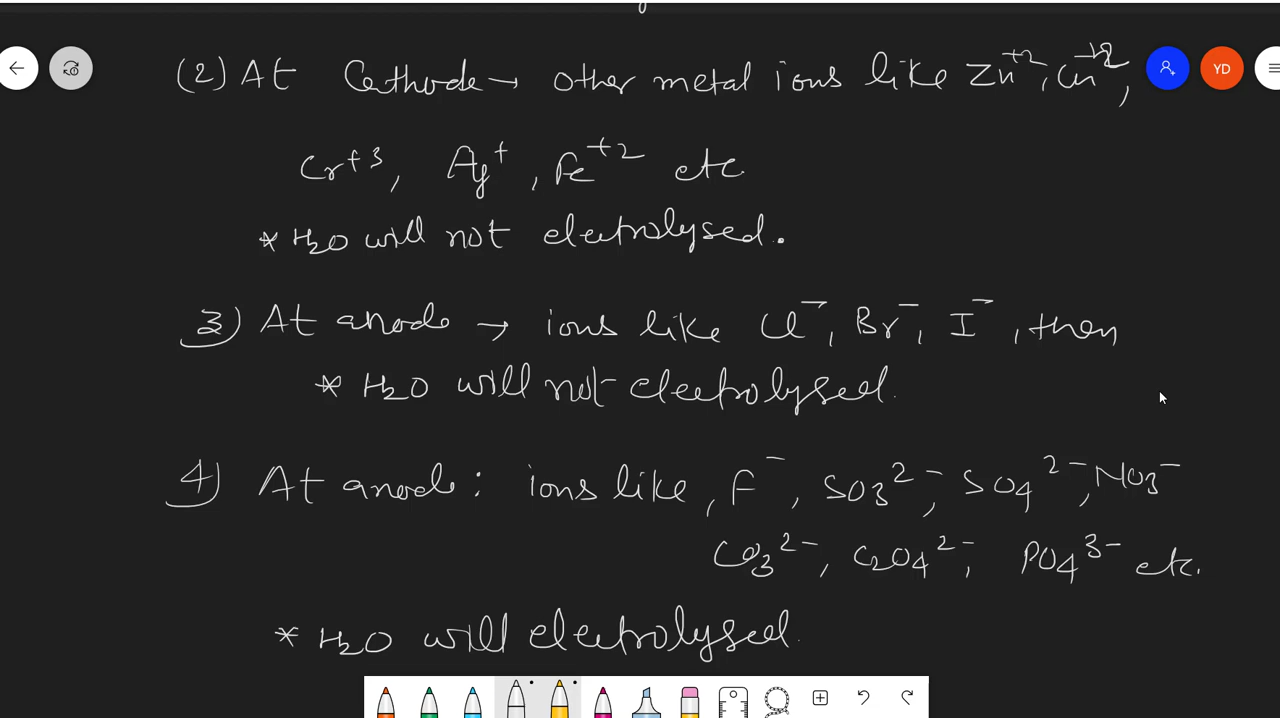 (2) At Cathode → other metal ions like Zn⁺², Cu⁺², YD
Cr⁺³, Ag⁺, Fe⁺² etc
* H₂O will not electrolysed.
3) At anode → ions like Cl⁻, Br⁻, I⁻, then
* H₂O will not electrolysed.
4) At anode: ions like, F⁻, SO₃²⁻, SO₄²⁻, NO₃⁻
CO₃²⁻, C₂O₄²⁻, PO₄³⁻ etc.
* H₂O will electrolysed.